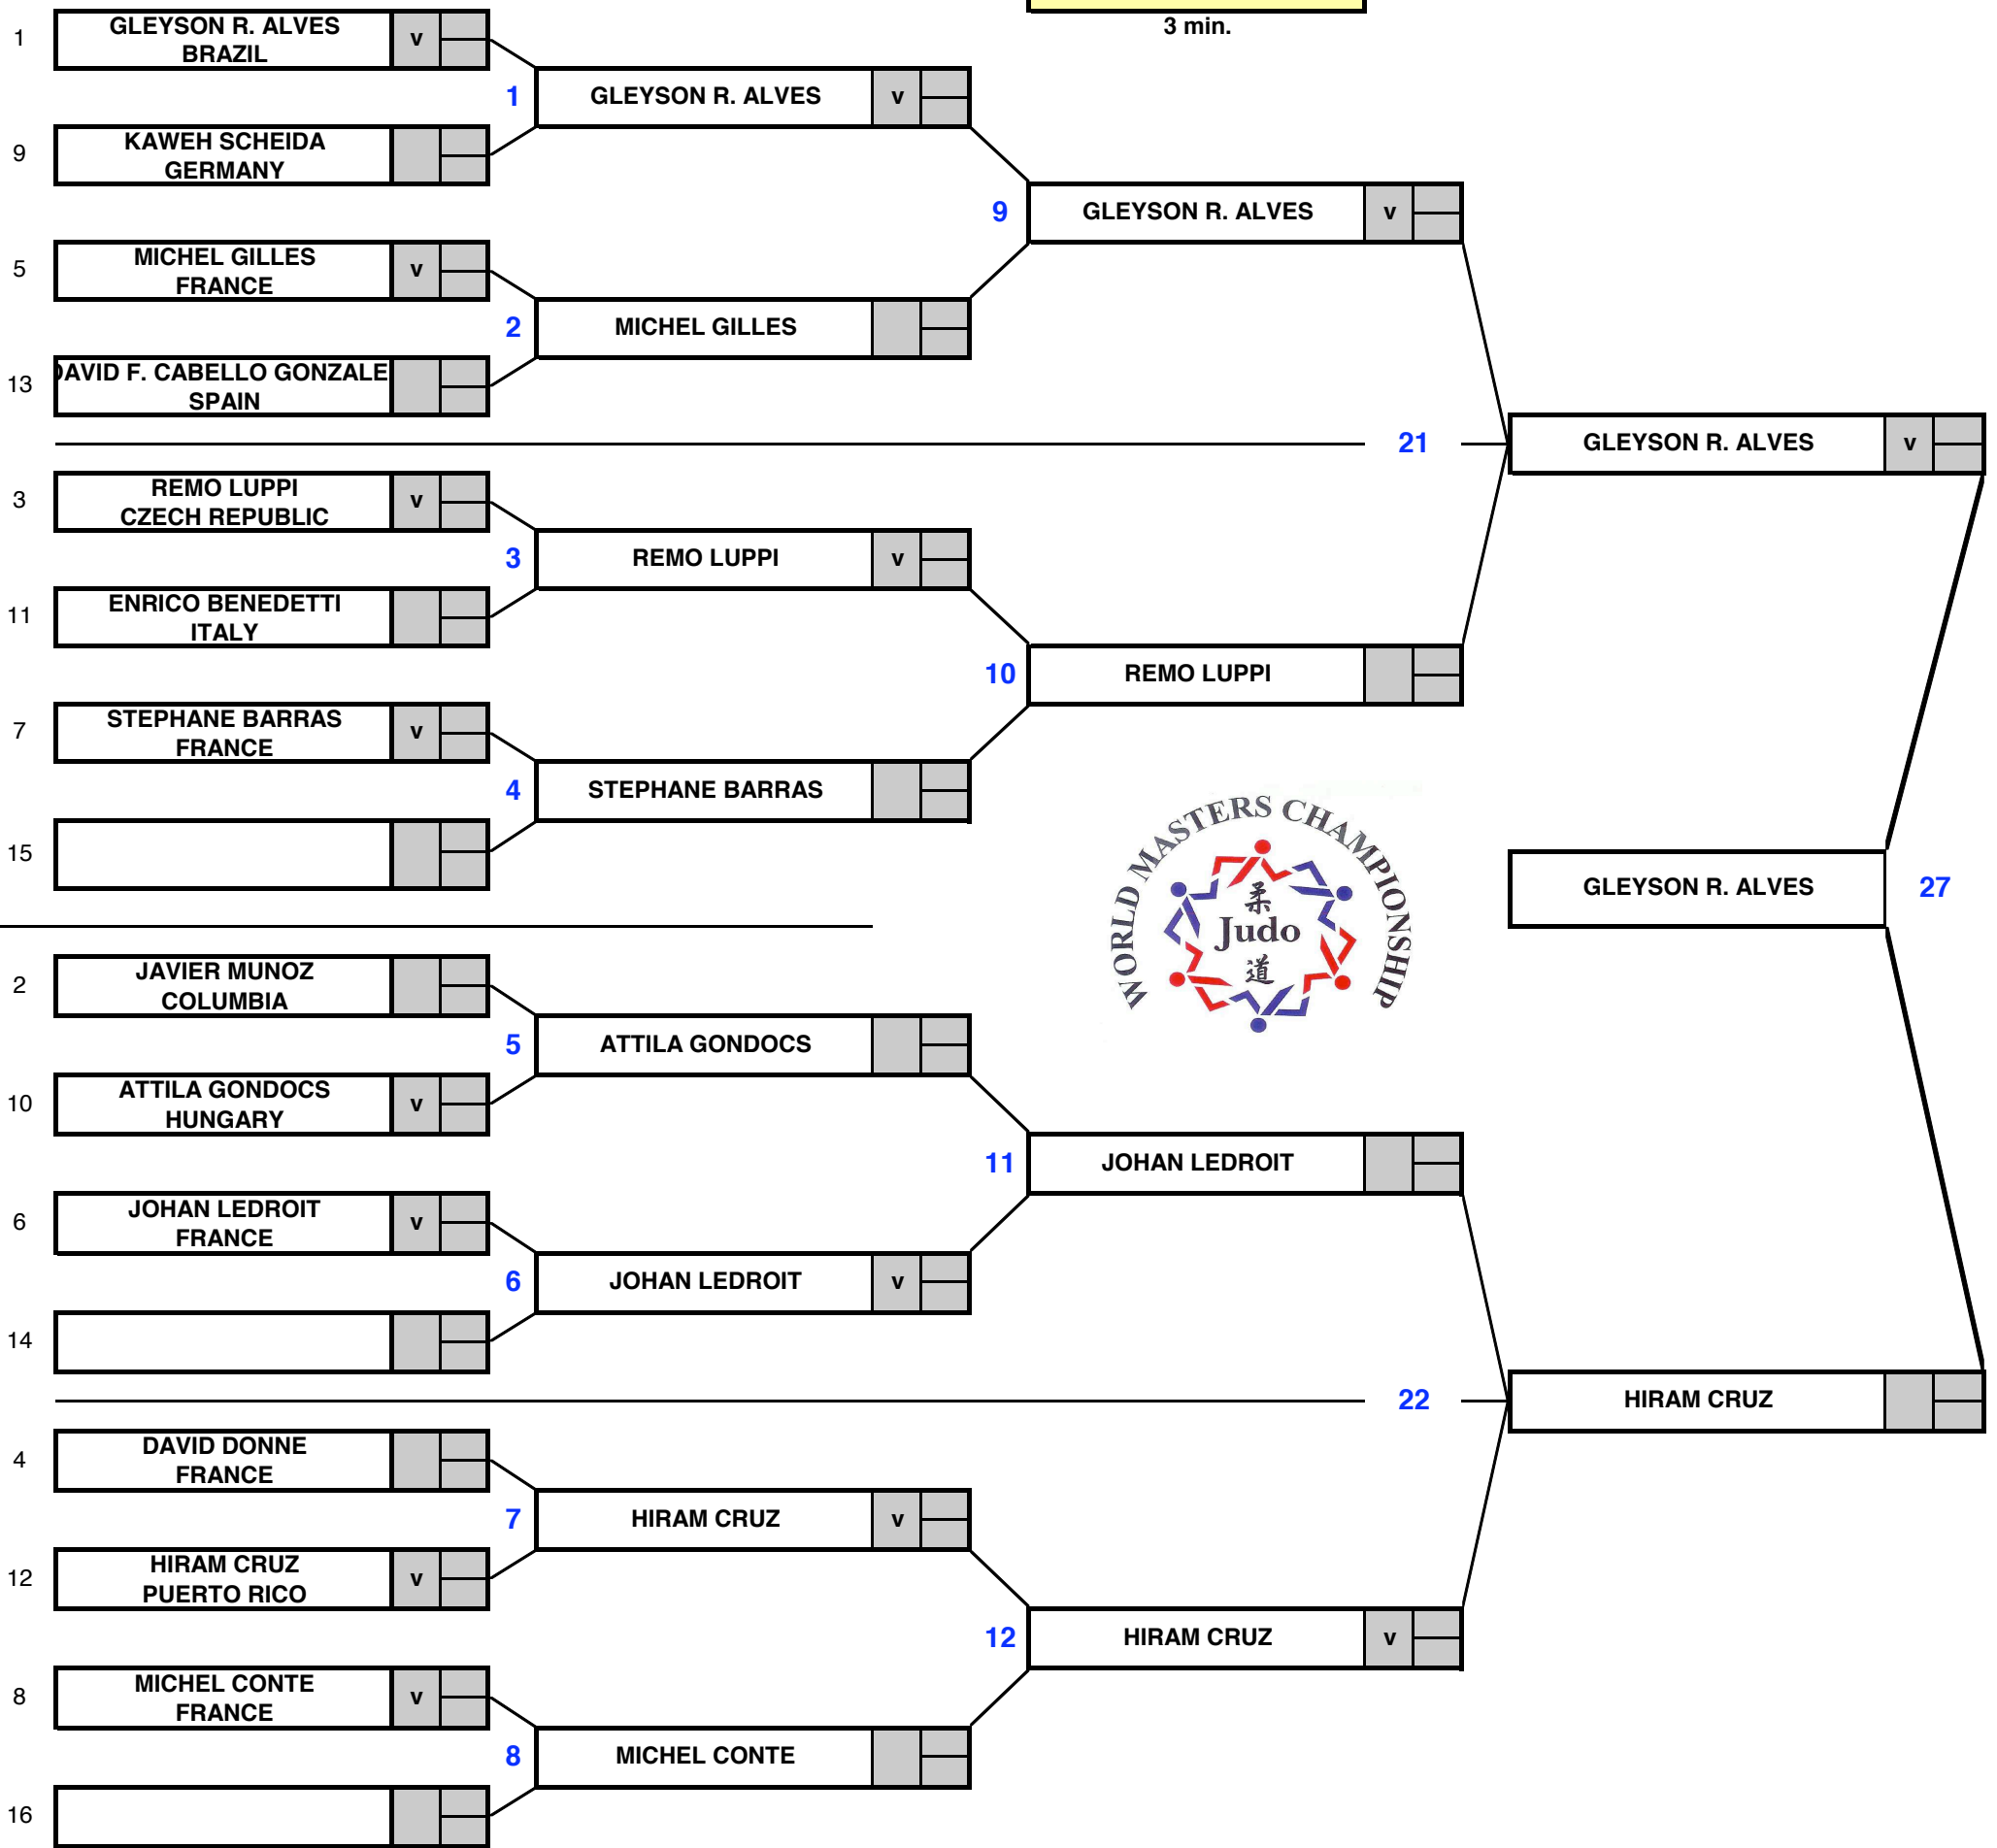 3 min.
1
GLEYSON R. ALVES
BRAZIL
v
1
GLEYSON R. ALVES
v
9
KAWEH SCHEIDA
GERMANY
9
GLEYSON R. ALVES
v
5
MICHEL GILLES
FRANCE
v
2
MICHEL GILLES
13
DAVID F. CABELLO GONZALE
SPAIN
21
GLEYSON R. ALVES
v
3
REMO LUPPI
CZECH REPUBLIC
v
3
REMO LUPPI
v
11
ENRICO BENEDETTI
ITALY
10
REMO LUPPI
7
STEPHANE BARRAS
FRANCE
v
4
STEPHANE BARRAS
15
WORLD MASTERS CHAMPIONSHIP
柔
Judo
道
GLEYSON R. ALVES
27
2
JAVIER MUNOZ
COLUMBIA
5
ATTILA GONDOCS
10
ATTILA GONDOCS
HUNGARY
v
11
JOHAN LEDROIT
6
JOHAN LEDROIT
FRANCE
v
6
JOHAN LEDROIT
v
14
22
HIRAM CRUZ
4
DAVID DONNE
FRANCE
7
HIRAM CRUZ
v
12
HIRAM CRUZ
PUERTO RICO
v
12
HIRAM CRUZ
v
8
MICHEL CONTE
FRANCE
v
8
MICHEL CONTE
16